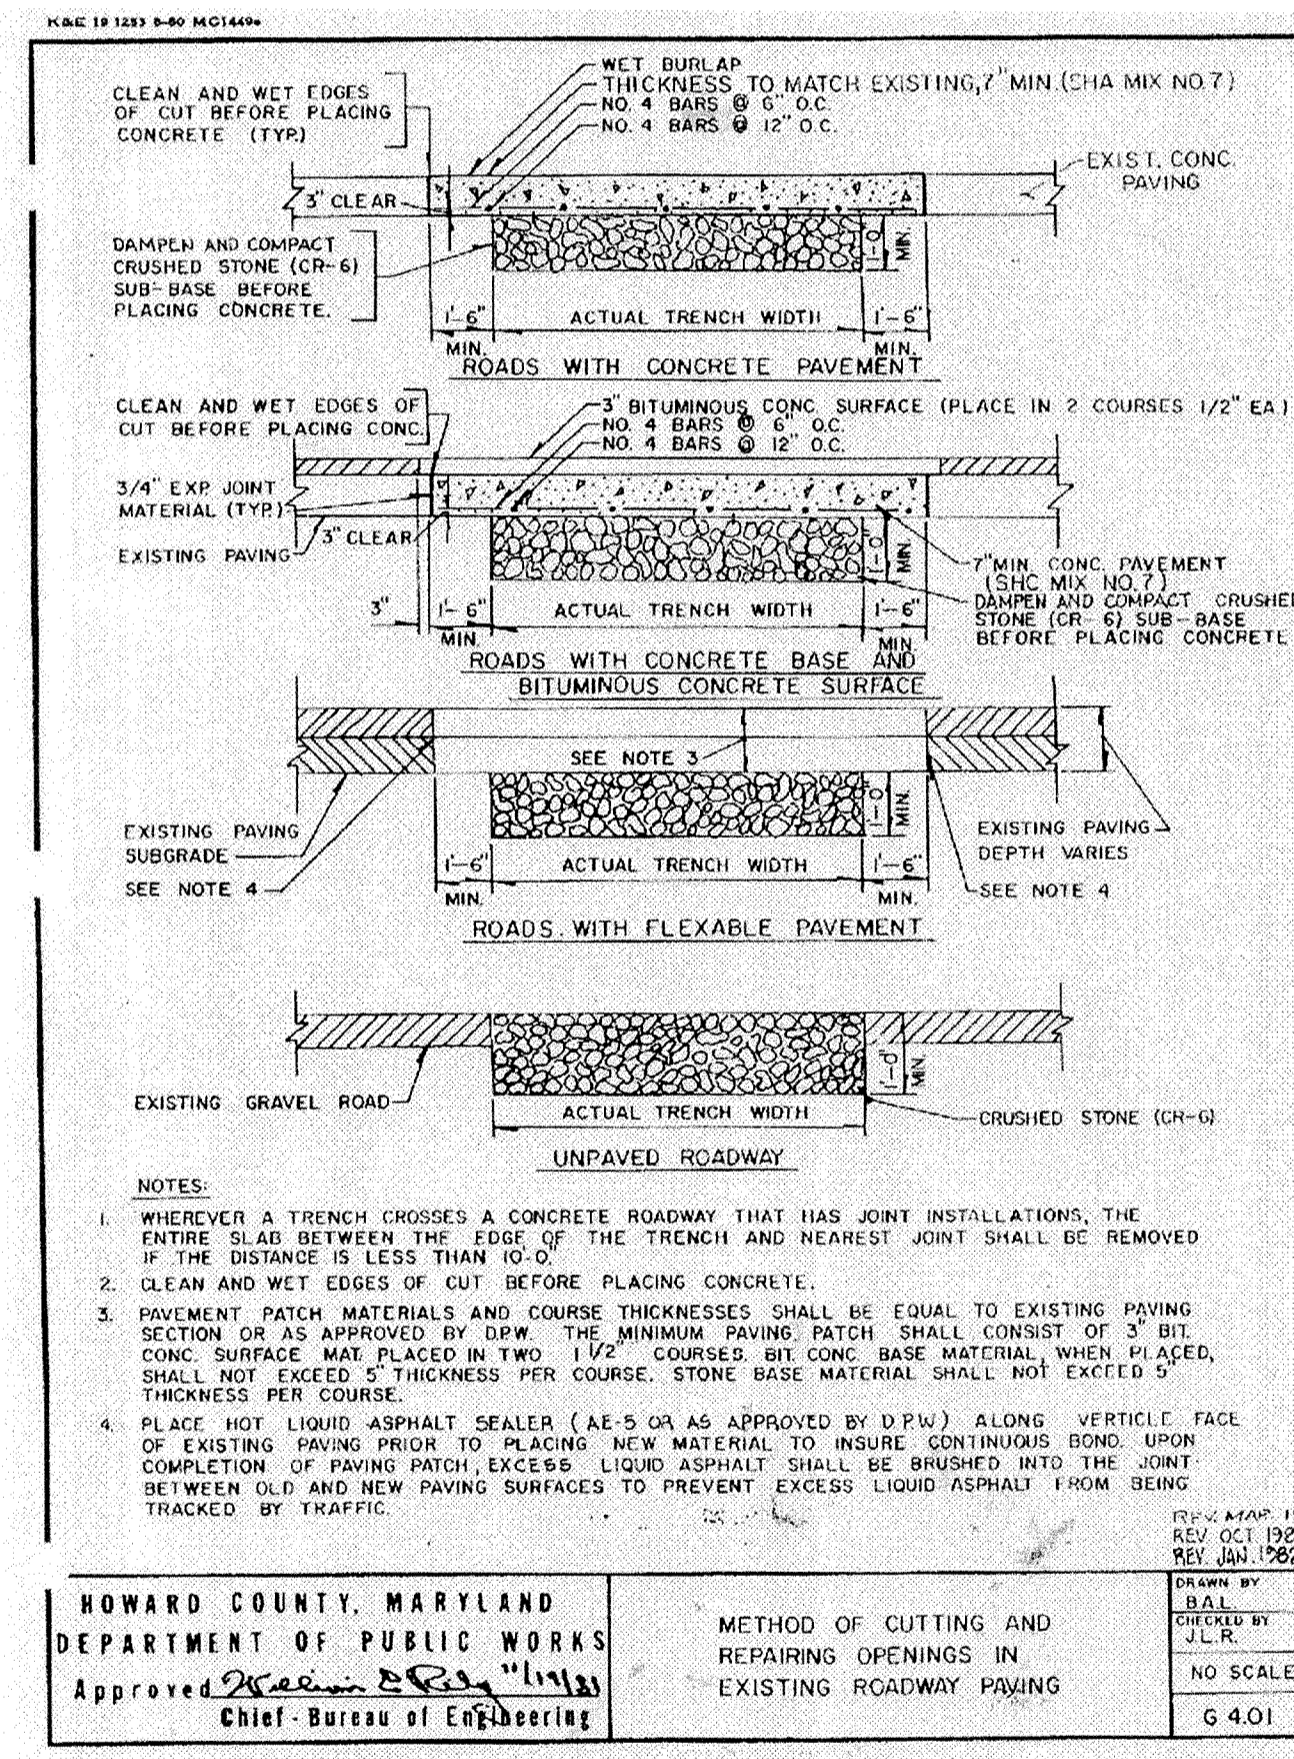 K&E 19 1253 8-80 MG1449e
WET BURLAP
THICKNESS TO MATCH EXISTING, 7" MIN. (SHA MIX NO. 7)
NO. 4 BARS @ 6" O.C.
NO. 4 BARS @ 12" O.C.
CLEAN AND WET EDGES
OF CUT BEFORE PLACING
CONCRETE (TYP.)
EXIST. CONC.
PAVING
3" CLEAR
DAMPEN AND COMPACT
CRUSHED STONE (CR-6)
SUB-BASE BEFORE
PLACING CONCRETE.
1'-0"
MIN.
1'-6"
ACTUAL TRENCH WIDTH
1'-6"
MIN.
MIN.
ROADS WITH CONCRETE PAVEMENT
CLEAN AND WET EDGES OF
CUT BEFORE PLACING CONC.
3" BITUMINOUS CONC. SURFACE (PLACE IN 2 COURSES 1/2" EA)
NO. 4 BARS @ 6" O.C.
NO. 4 BARS @ 12" O.C.
3/4" EXP. JOINT
MATERIAL (TYP.)
EXISTING PAVING
3" CLEAR
1'-0"
MIN.
7" MIN. CONC. PAVEMENT
(SHC MIX NO. 7)
DAMPEN AND COMPACT CRUSHED
STONE (CR-6) SUB-BASE
BEFORE PLACING CONCRETE
3"
1'-6"
ACTUAL TRENCH WIDTH
1'-6"
MIN.
MIN.
ROADS WITH CONCRETE BASE AND
BITUMINOUS CONCRETE SURFACE
SEE NOTE 3
1'-0"
MIN.
EXISTING PAVING
SUBGRADE
SEE NOTE 4
EXISTING PAVING
DEPTH VARIES
SEE NOTE 4
1'-6"
ACTUAL TRENCH WIDTH
1'-6"
MIN.
MIN.
ROADS WITH FLEXABLE PAVEMENT
1'-0"
MIN.
EXISTING GRAVEL ROAD
ACTUAL TRENCH WIDTH
CRUSHED STONE (CR-6)
UNPAVED ROADWAY
NOTES:
1. WHEREVER A TRENCH CROSSES A CONCRETE ROADWAY THAT HAS JOINT INSTALLATIONS, THE
ENTIRE SLAB BETWEEN THE EDGE OF THE TRENCH AND NEAREST JOINT SHALL BE REMOVED
IF THE DISTANCE IS LESS THAN 10'-0".
2. CLEAN AND WET EDGES OF CUT BEFORE PLACING CONCRETE.
3. PAVEMENT PATCH MATERIALS AND COURSE THICKNESSES SHALL BE EQUAL TO EXISTING PAVING
SECTION OR AS APPROVED BY D.P.W. THE MINIMUM PAVING PATCH SHALL CONSIST OF 3" BIT.
CONC. SURFACE MAT. PLACED IN TWO 1 1/2" COURSES. BIT. CONC BASE MATERIAL, WHEN PLACED,
SHALL NOT EXCEED 5" THICKNESS PER COURSE. STONE BASE MATERIAL SHALL NOT EXCEED 5"
THICKNESS PER COURSE.
4. PLACE HOT LIQUID ASPHALT SEALER (AE-5 OR AS APPROVED BY D.P.W) ALONG VERTICLE FACE
OF EXISTING PAVING PRIOR TO PLACING NEW MATERIAL TO INSURE CONTINUOUS BOND. UPON
COMPLETION OF PAVING PATCH, EXCESS LIQUID ASPHALT SHALL BE BRUSHED INTO THE JOINT
BETWEEN OLD AND NEW PAVING SURFACES TO PREVENT EXCESS LIQUID ASPHALT FROM BEING
TRACKED BY TRAFFIC.
REV. MAR.
REV OCT 198
REV. JAN. 1982
HOWARD COUNTY, MARYLAND
DEPARTMENT OF PUBLIC WORKS
Approved William E Riley 11/19/81
Chief - Bureau of Engineering
METHOD OF CUTTING AND
REPAIRING OPENINGS IN
EXISTING ROADWAY PAVING
DRAWN BY
B.A.L.
CHECKED BY
J.L.R.
NO SCALE
G 4.01